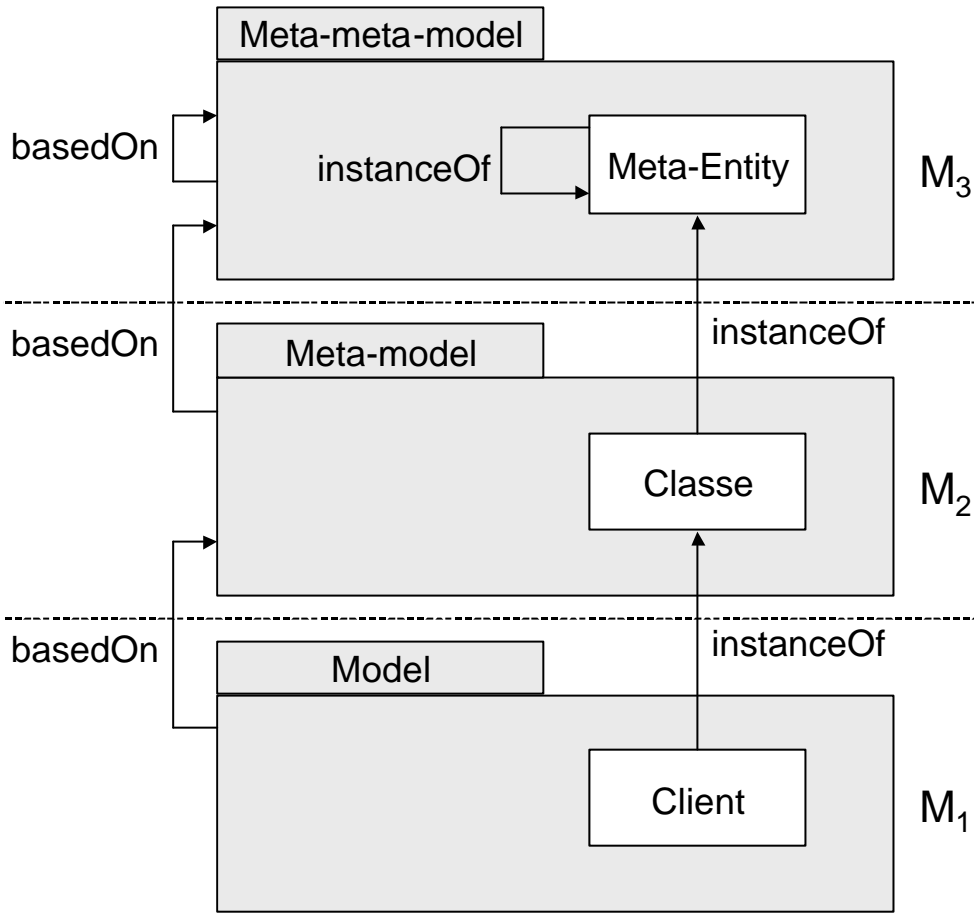 Meta-meta-model
basedOn
instanceOf
Meta-Entity
M₃
basedOn
instanceOf
Meta-model
Classe
M₂
basedOn
instanceOf
Model
Client
M₁